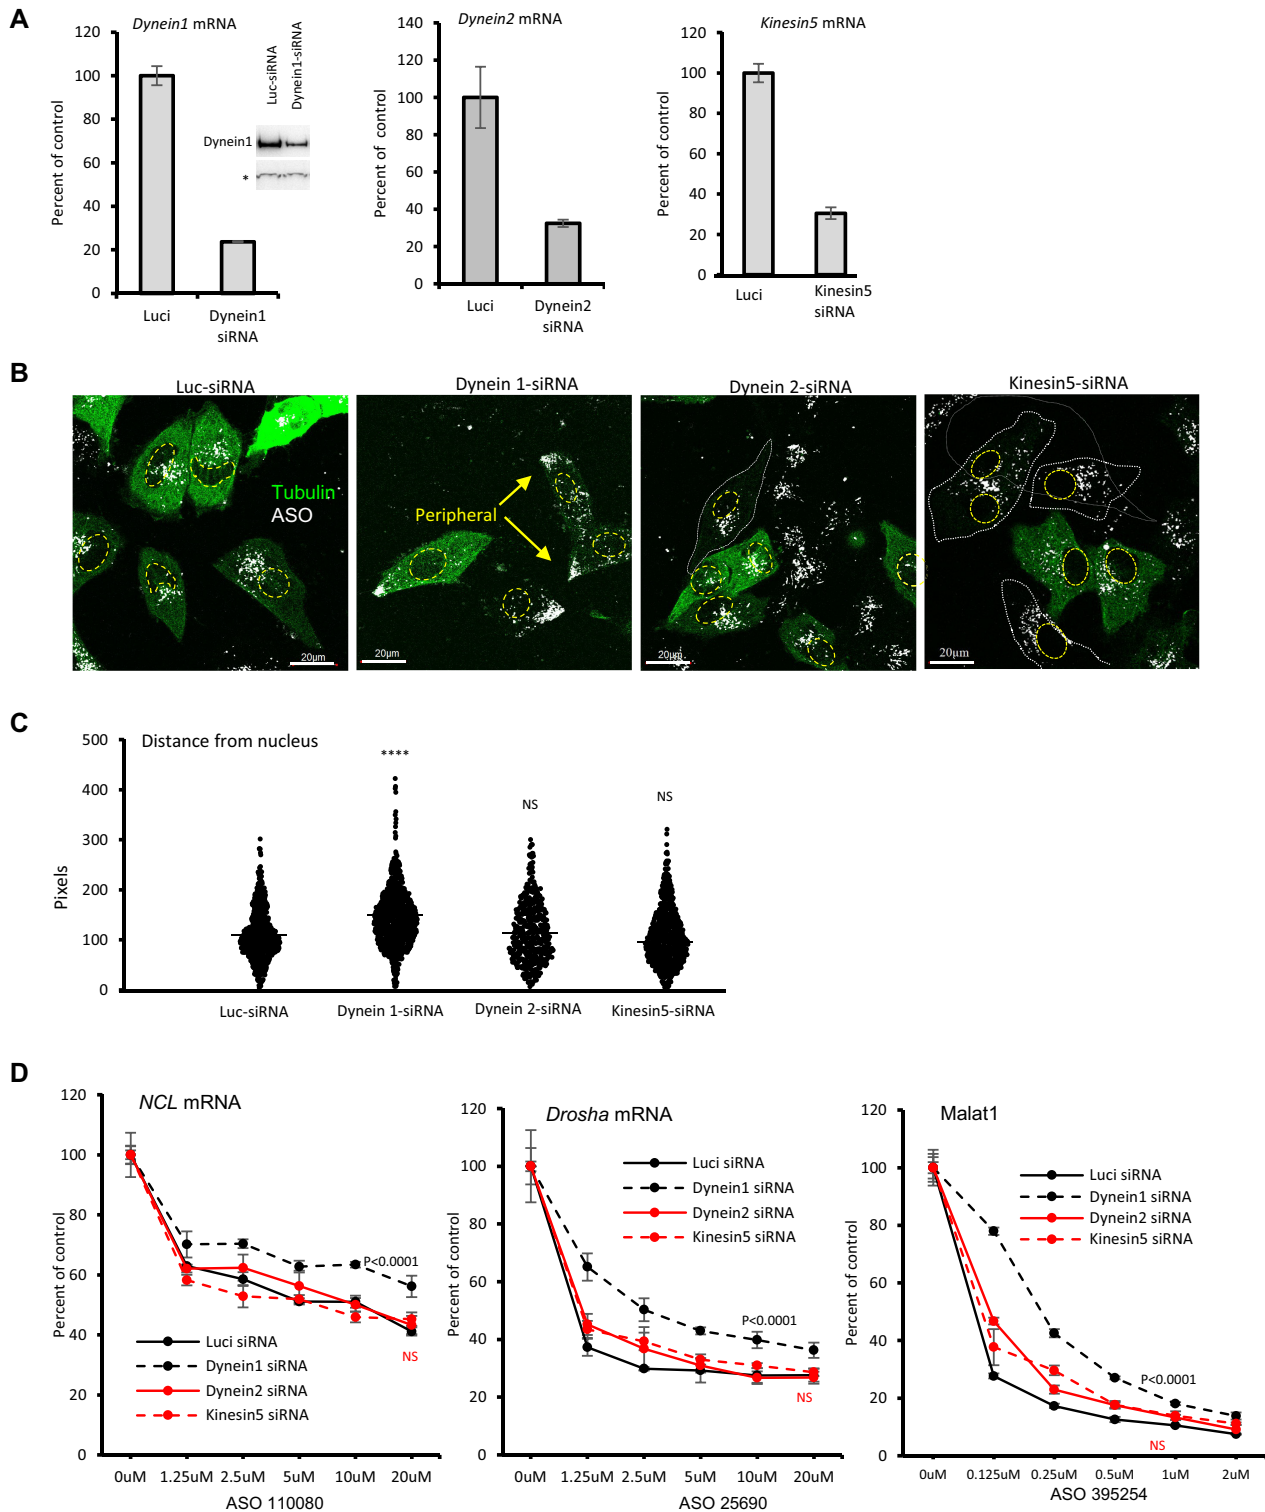 A
Dynein1 mRNA
Percent of control
120
100
80
60
40
20
0
Luci
Dynein1
siRNA
Luc-siRNA
Dynein1-siRNA
Dynein1
*
Dynein2 mRNA
Percent of control
140
120
100
80
60
40
20
0
Luci
Dynein2
siRNA
Kinesin5 mRNA
Percent of control
120
100
80
60
40
20
0
Luci
Kinesin5
siRNA
B
Luc-siRNA
Tubulin
ASO
20µm
Dynein 1-siRNA
Peripheral
20µm
Dynein 2-siRNA
20µm
Kinesin5-siRNA
20µm
C
Distance from nucleus
Pixels
500
400
300
200
100
0
****
NS
NS
Luc-siRNA
Dynein 1-siRNA
Dynein 2-siRNA
Kinesin5-siRNA
D
NCL mRNA
Percent of control
120
100
80
60
40
20
0
P<0.0001
NS
Luci siRNA
Dynein1 siRNA
Dynein2 siRNA
Kinesin5 siRNA
0uM 1.25uM 2.5uM 5uM 10uM 20uM
ASO 110080
Drosha mRNA
Percent of control
120
100
80
60
40
20
0
Luci siRNA
Dynein1 siRNA
Dynein2 siRNA
Kinesin5 siRNA
P<0.0001
NS
0uM 1.25uM 2.5uM 5uM 10uM 20uM
ASO 25690
Malat1
Percent of control
120
100
80
60
40
20
0
Luci siRNA
Dynein1 siRNA
Dynein2 siRNA
Kinesin5 siRNA
P<0.0001
NS
0uM 0.125uM 0.25uM 0.5uM 1uM 2uM
ASO 395254